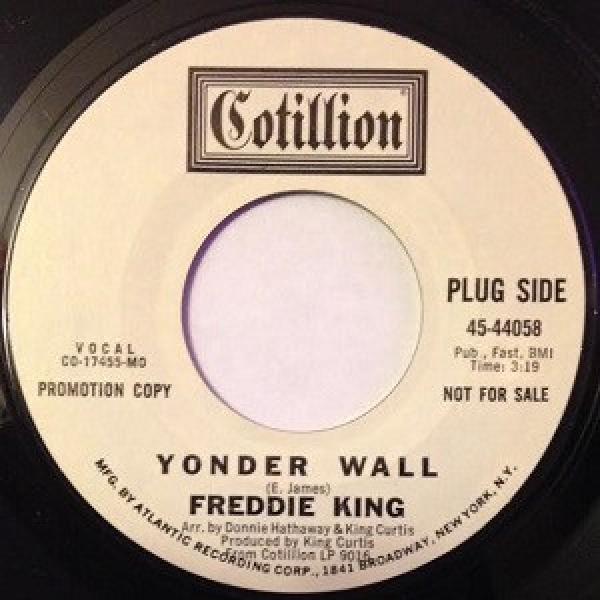 Cotillion
PLUG SIDE
45-44058
Pub., Fast, BMI
Time: 3:19
NOT FOR SALE
VOCAL
CO-17455-MO
PROMOTION COPY
YONDER WALL
(E. James)
FREDDIE KING
Arr. by Donnie Hathaway & King Curtis
Produced by King Curtis
From Cotillion LP 9016
MFG. BY ATLANTIC RECORDING CORP., 1841 BROADWAY, NEW YORK, N.Y.